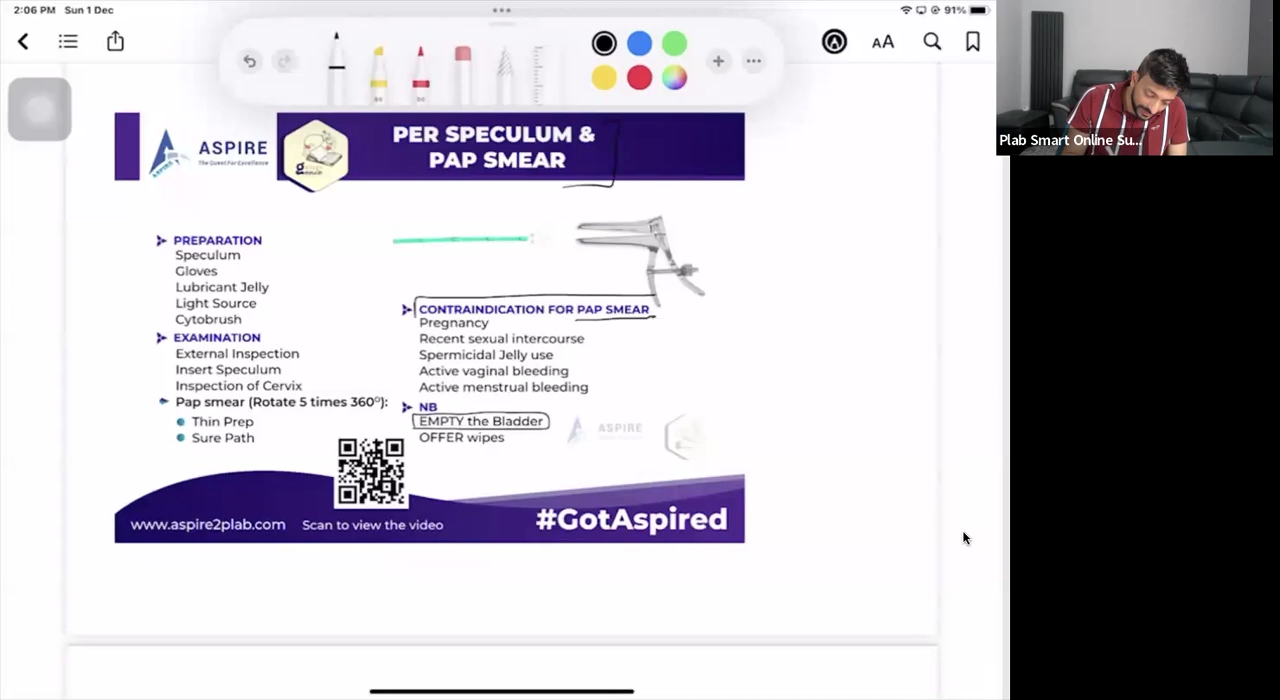 2:06 PM Sun 1 Dec
91%
AA
Plab Smart Online Su...
ASPIRE
The Quest For Excellence
PER SPECULUM &
PAP SMEAR
PREPARATION
Speculum
Gloves
Lubricant Jelly
Light Source
Cytobrush
EXAMINATION
External Inspection
Insert Speculum
Inspection of Cervix
Pap smear (Rotate 5 times 360⁰):
Thin Prep
Sure Path
CONTRAINDICATION FOR PAP SMEAR
Pregnancy
Recent sexual intercourse
Spermicidal Jelly use
Active vaginal bleeding
Active menstrual bleeding
NB
EMPTY the Bladder
OFFER wipes
ASPIRE
www.aspire2plab.com
Scan to view the video
#GotAspired